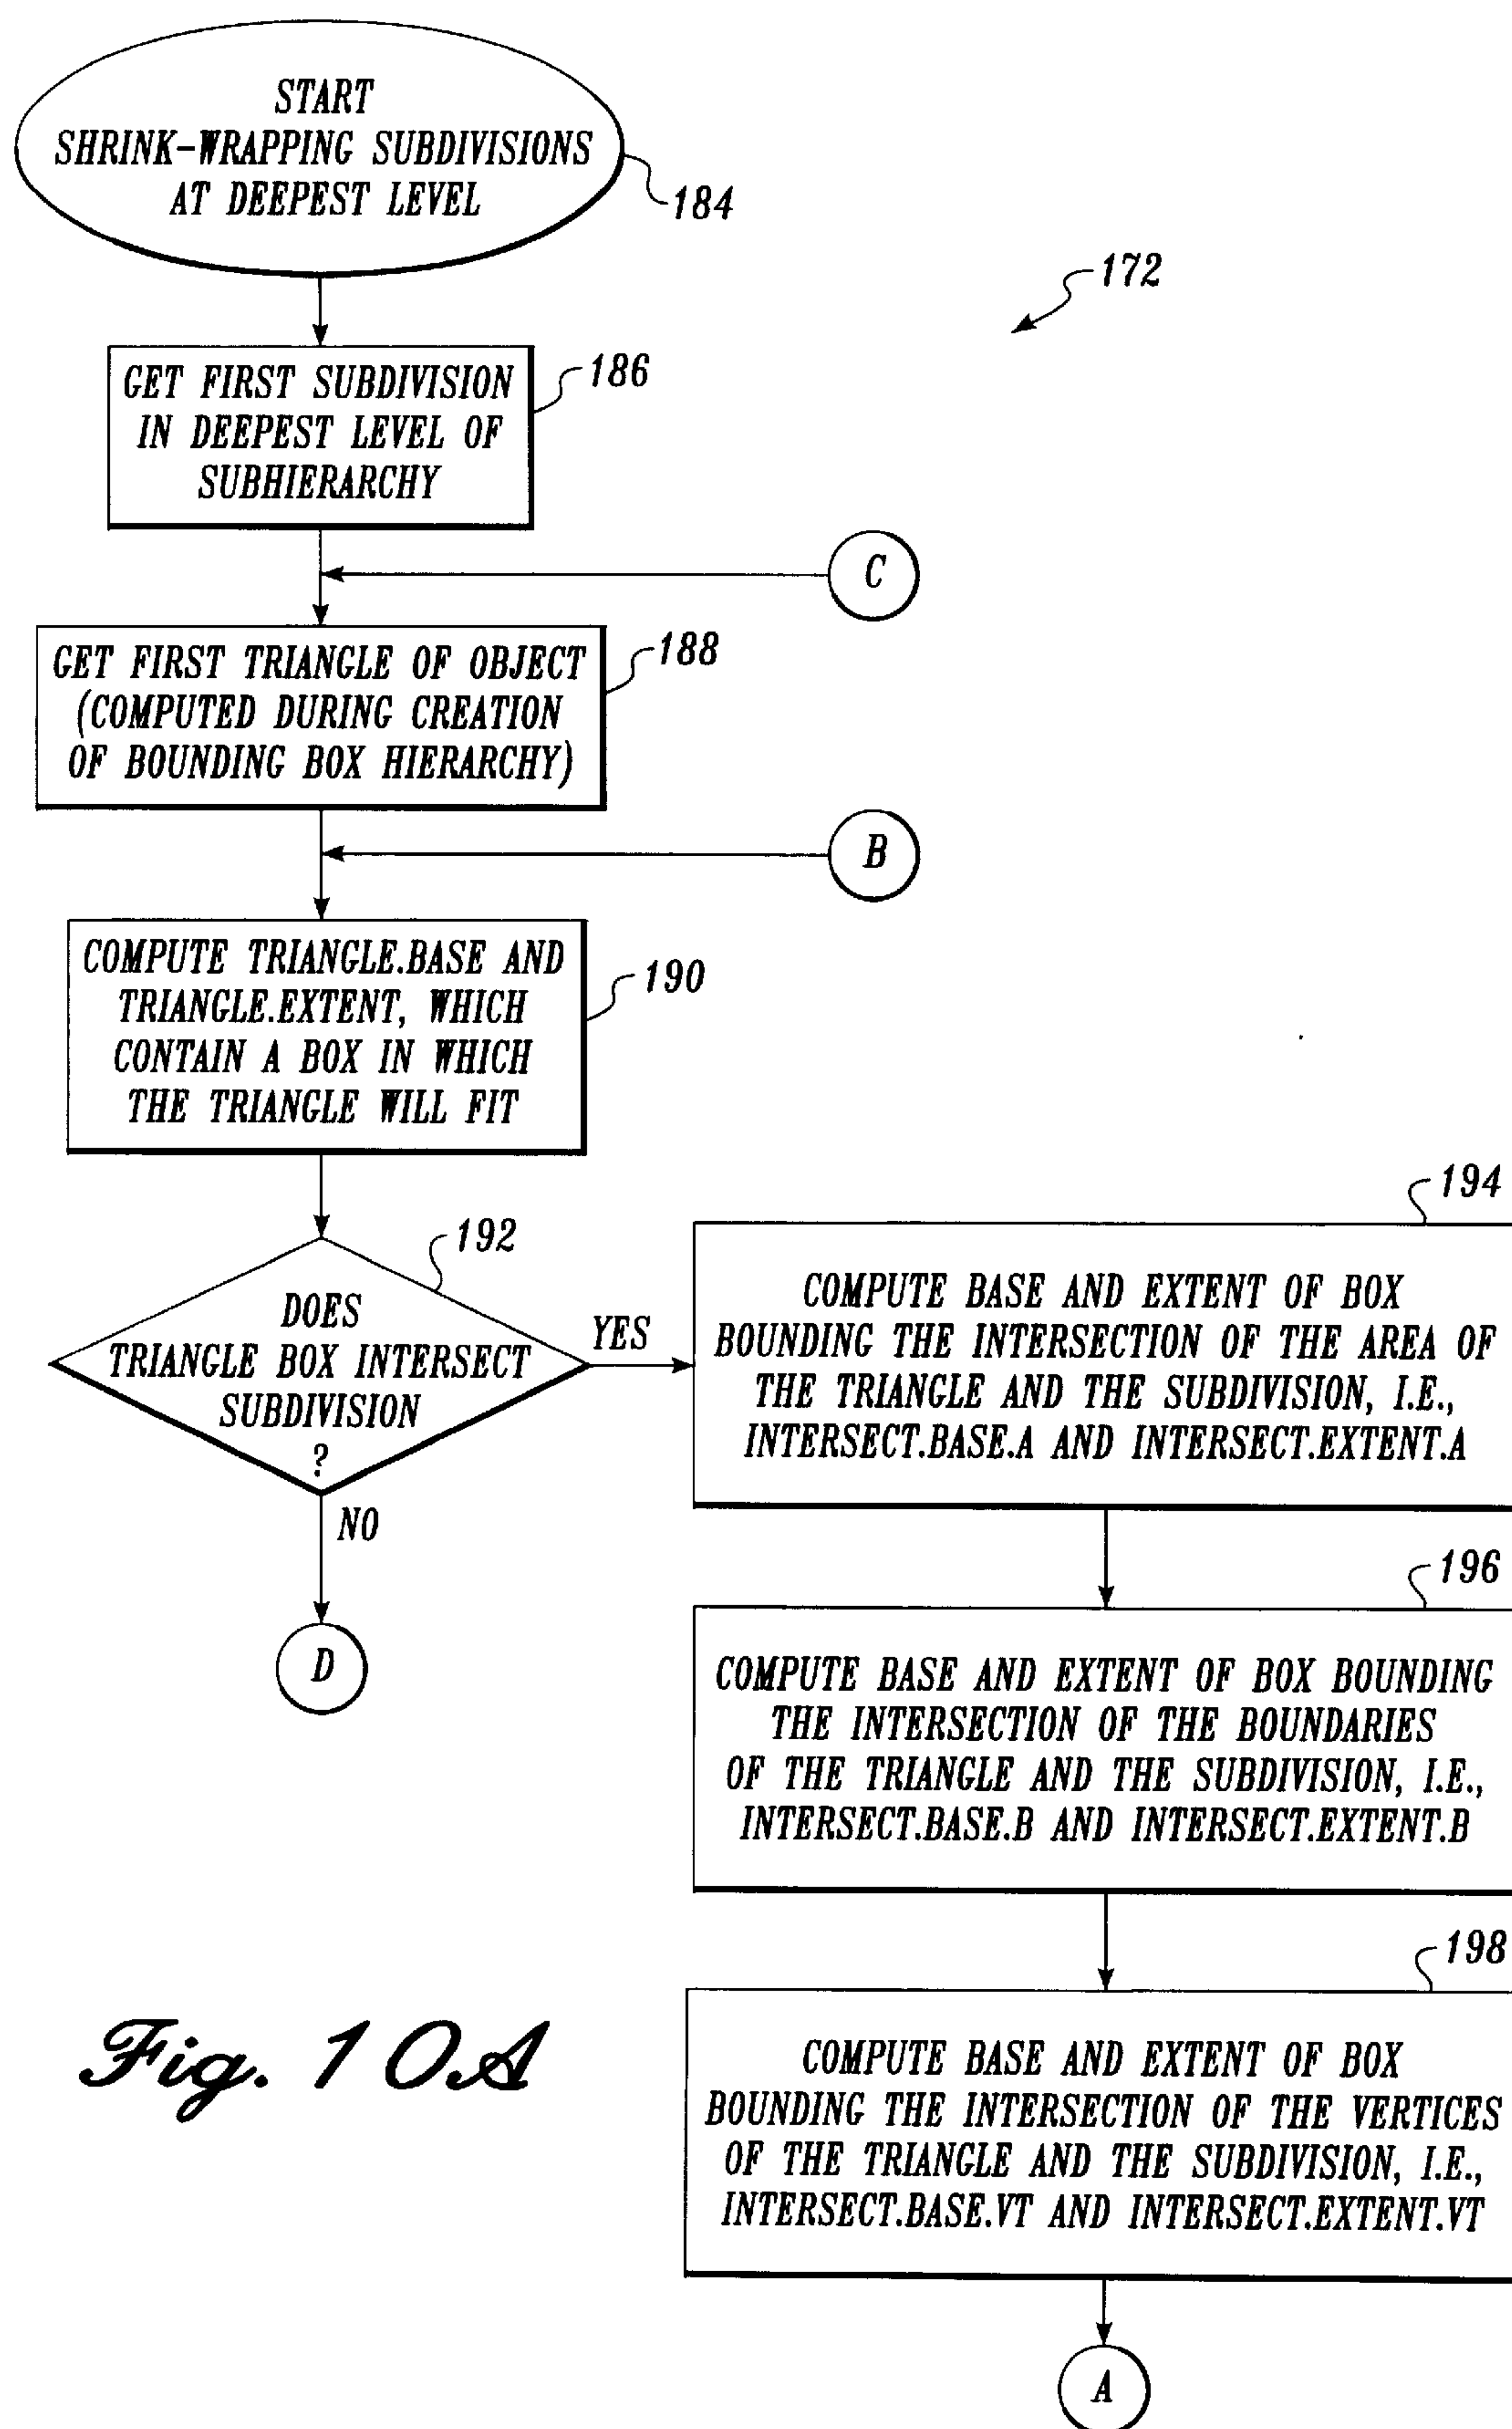 START
SHRINK-WRAPPING SUBDIVISIONS
AT DEEPEST LEVEL
184
172
GET FIRST SUBDIVISION
IN DEEPEST LEVEL OF
SUBHIERARCHY
186
C
GET FIRST TRIANGLE OF OBJECT
(COMPUTED DURING CREATION
OF BOUNDING BOX HIERARCHY)
188
B
COMPUTE TRIANGLE.BASE AND
TRIANGLE.EXTENT, WHICH
CONTAIN A BOX IN WHICH
THE TRIANGLE WILL FIT
190
192
DOES
TRIANGLE BOX INTERSECT
SUBDIVISION
?
YES
NO
D
194
COMPUTE BASE AND EXTENT OF BOX
BOUNDING THE INTERSECTION OF THE AREA OF
THE TRIANGLE AND THE SUBDIVISION, I.E.,
INTERSECT.BASE.A AND INTERSECT.EXTENT.A
196
COMPUTE BASE AND EXTENT OF BOX BOUNDING
THE INTERSECTION OF THE BOUNDARIES
OF THE TRIANGLE AND THE SUBDIVISION, I.E.,
INTERSECT.BASE.B AND INTERSECT.EXTENT.B
198
COMPUTE BASE AND EXTENT OF BOX
BOUNDING THE INTERSECTION OF THE VERTICES
OF THE TRIANGLE AND THE SUBDIVISION, I.E.,
INTERSECT.BASE.VT AND INTERSECT.EXTENT.VT
A
Fig. 10A